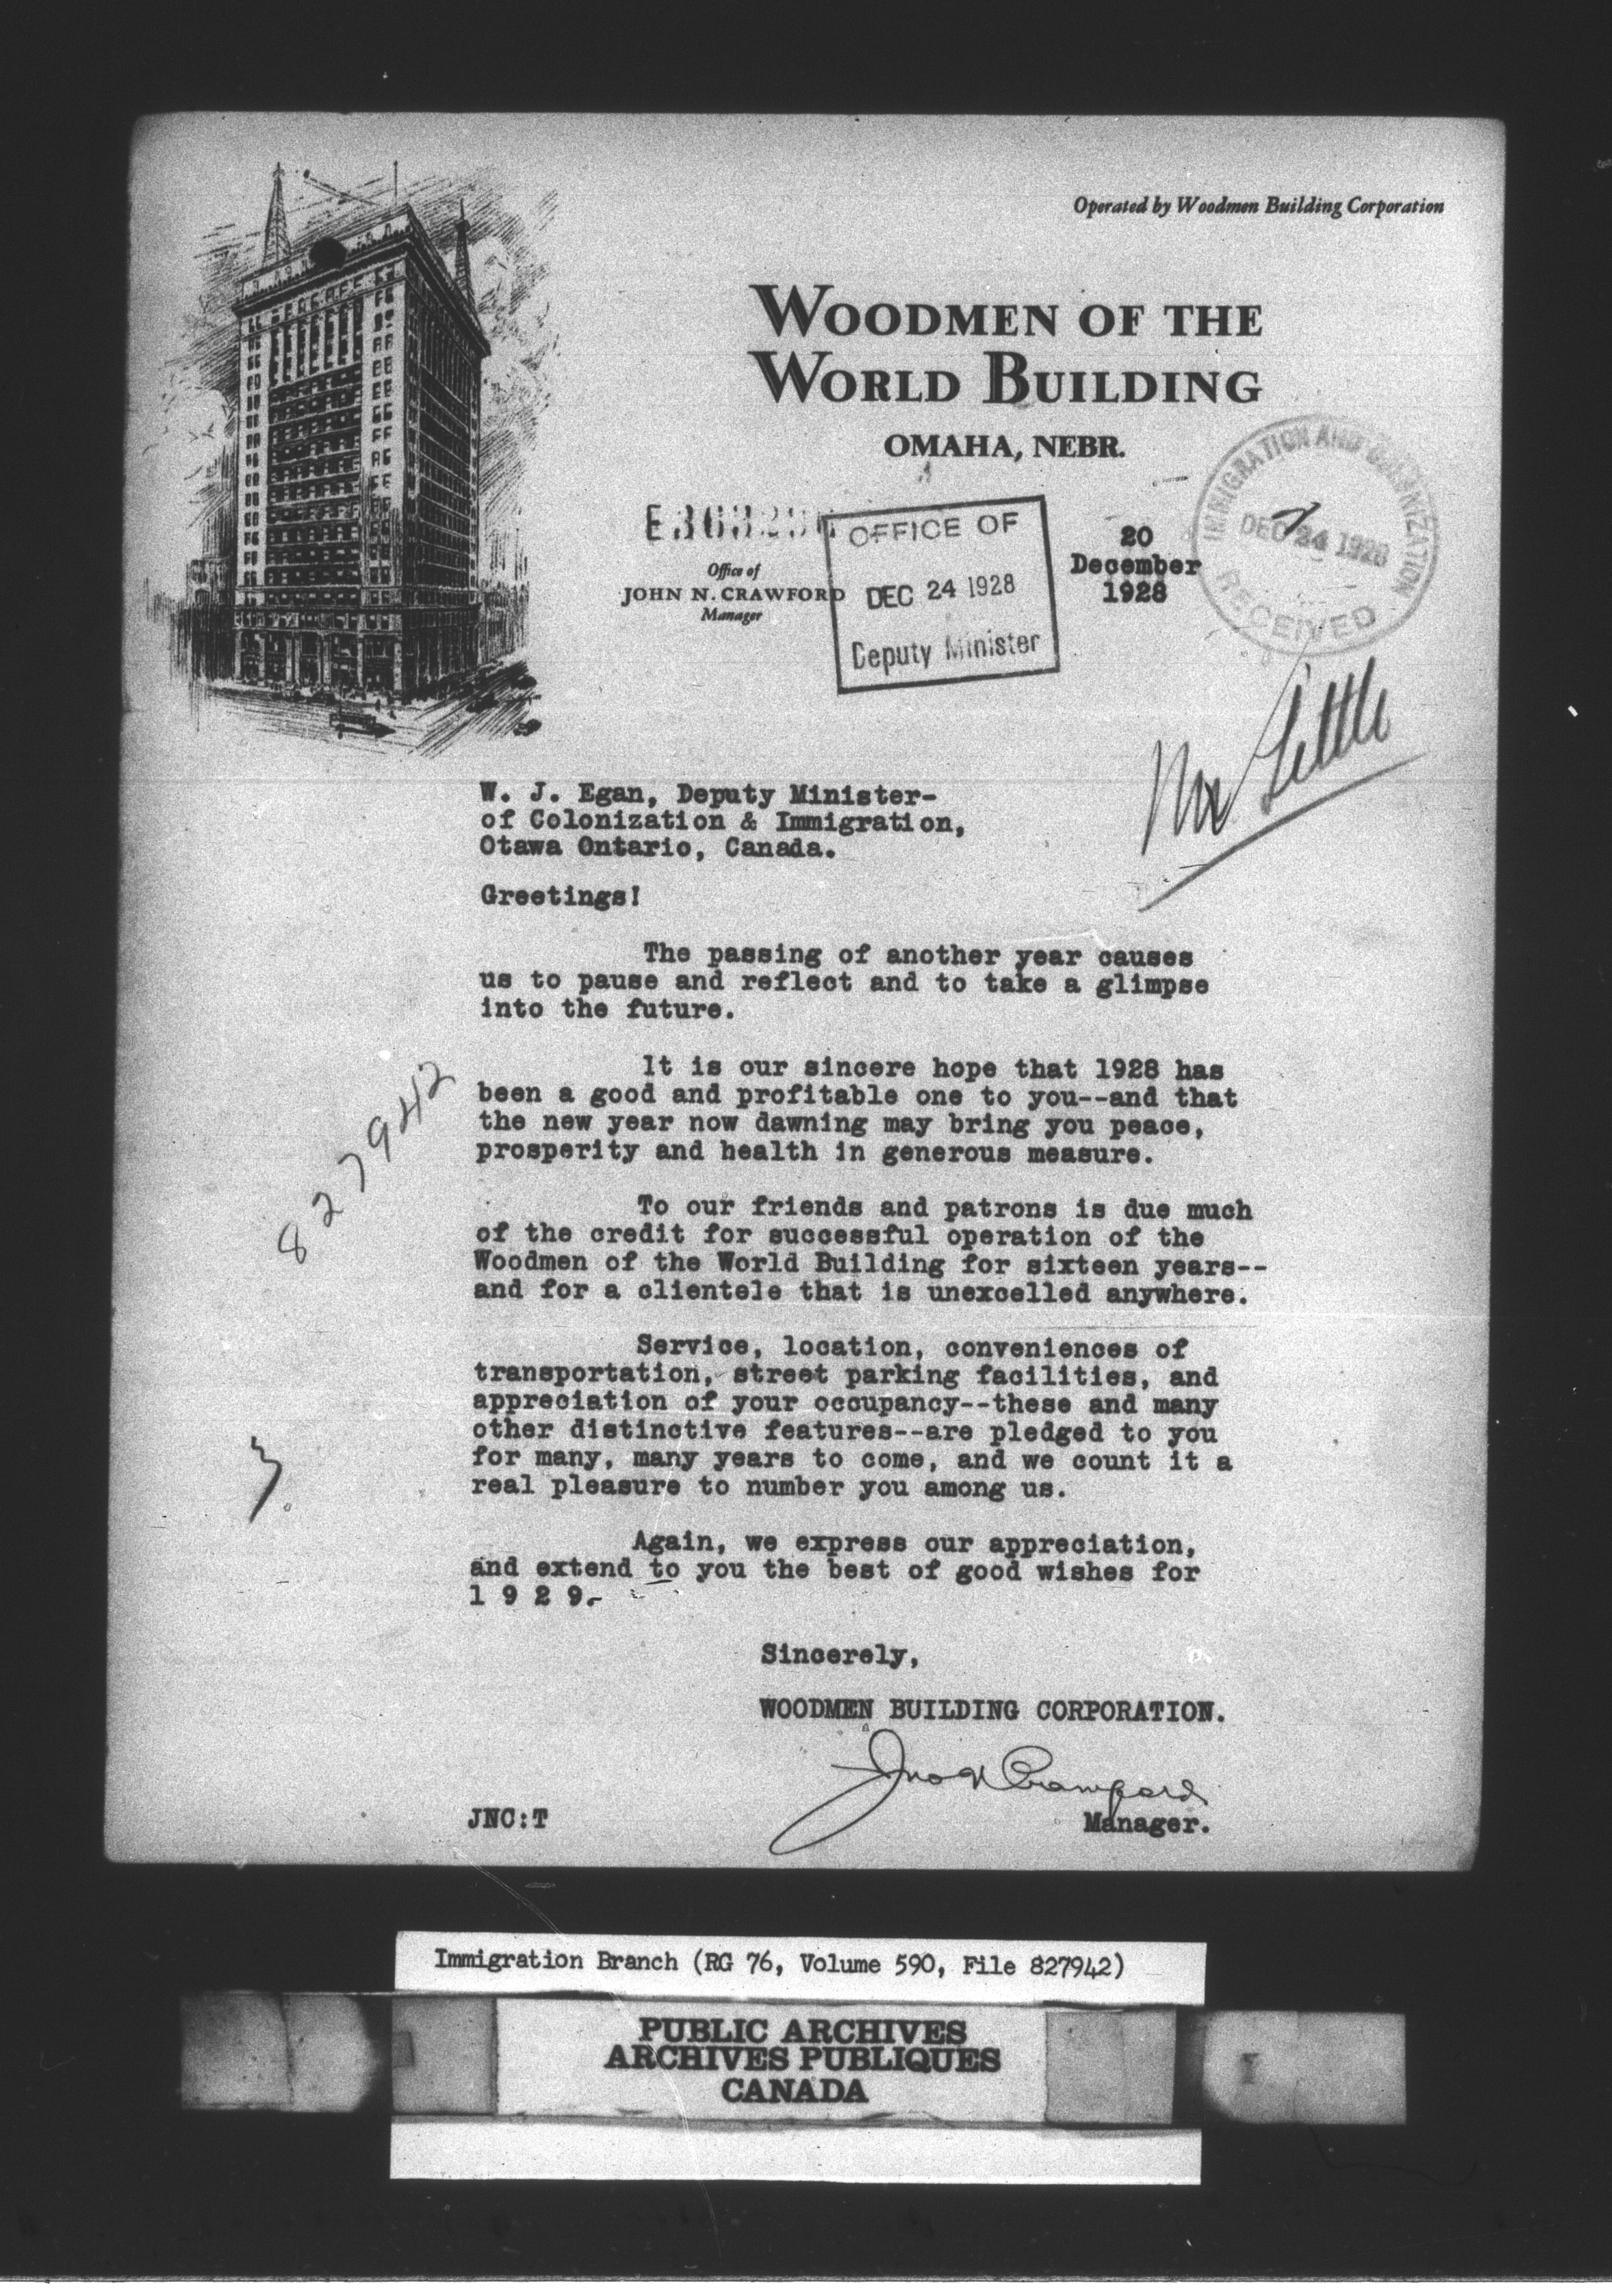 Operated by Woodmen Building Corporation
WOODMEN OF THE
WORLD BUILDING
OMAHA, NEBR.
Office of
JOHN N. CRAWFORD
Manager
OFFICE OF
DEC 24 1928
Deputy Minister
20
December
1928
IMMIGRATION AND COLONIZATION
DEC 24 1928
RECEIVED
Mr Little
W. J. Egan, Deputy Minister-
of Colonization & Immigration,
Otawa Ontario, Canada.
Greetings!
The passing of another year causes
us to pause and reflect and to take a glimpse
into the future.
It is our sincere hope that 1928 has
been a good and profitable one to you--and that
the new year now dawning may bring you peace,
prosperity and health in generous measure.
827942
To our friends and patrons is due much
of the credit for successful operation of the
Woodmen of the World Building for sixteen years--
and for a clientele that is unexcelled anywhere.
Service, location, conveniences of
transportation, street parking facilities, and
appreciation of your occupancy--these and many
other distinctive features--are pledged to you
for many, many years to come, and we count it a
real pleasure to number you among us.
Again, we express our appreciation,
and extend to you the best of good wishes for
1 9 2 9.-
Sincerely,
WOODMEN BUILDING CORPORATION.
Jno N Crawford
JNC:T Manager.
Immigration Branch (RG 76, Volume 590, File 827942)
PUBLIC ARCHIVES
ARCHIVES PUBLIQUES
CANADA